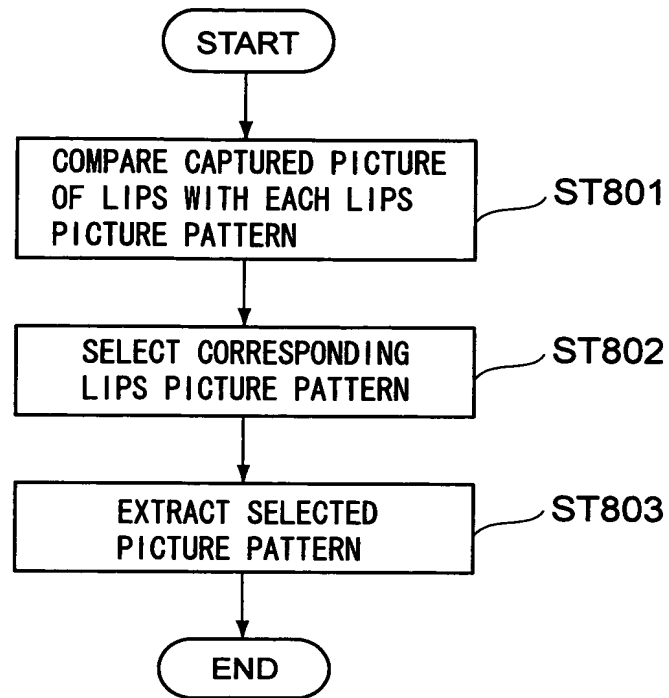 START
COMPARE CAPTURED PICTURE
OF LIPS WITH EACH LIPS
PICTURE PATTERN
ST801
SELECT CORRESPONDING
LIPS PICTURE PATTERN
ST802
EXTRACT SELECTED
PICTURE PATTERN
ST803
END